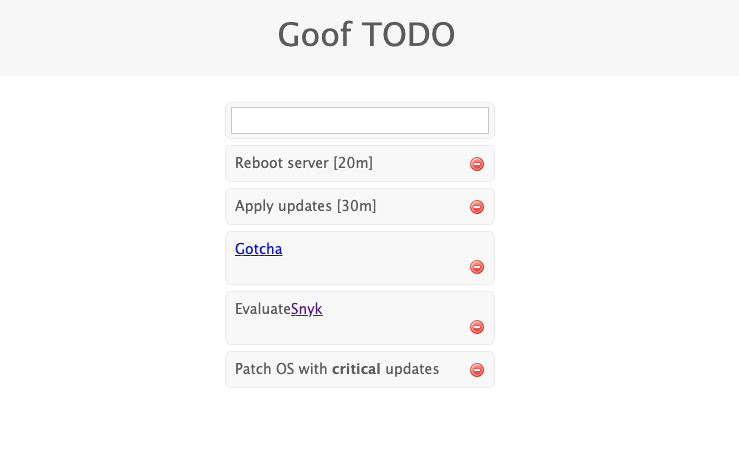 Goof TODO
Reboot server [20m]
Apply updates [30m]
Gotcha
EvaluateSnyk
Patch OS with critical updates